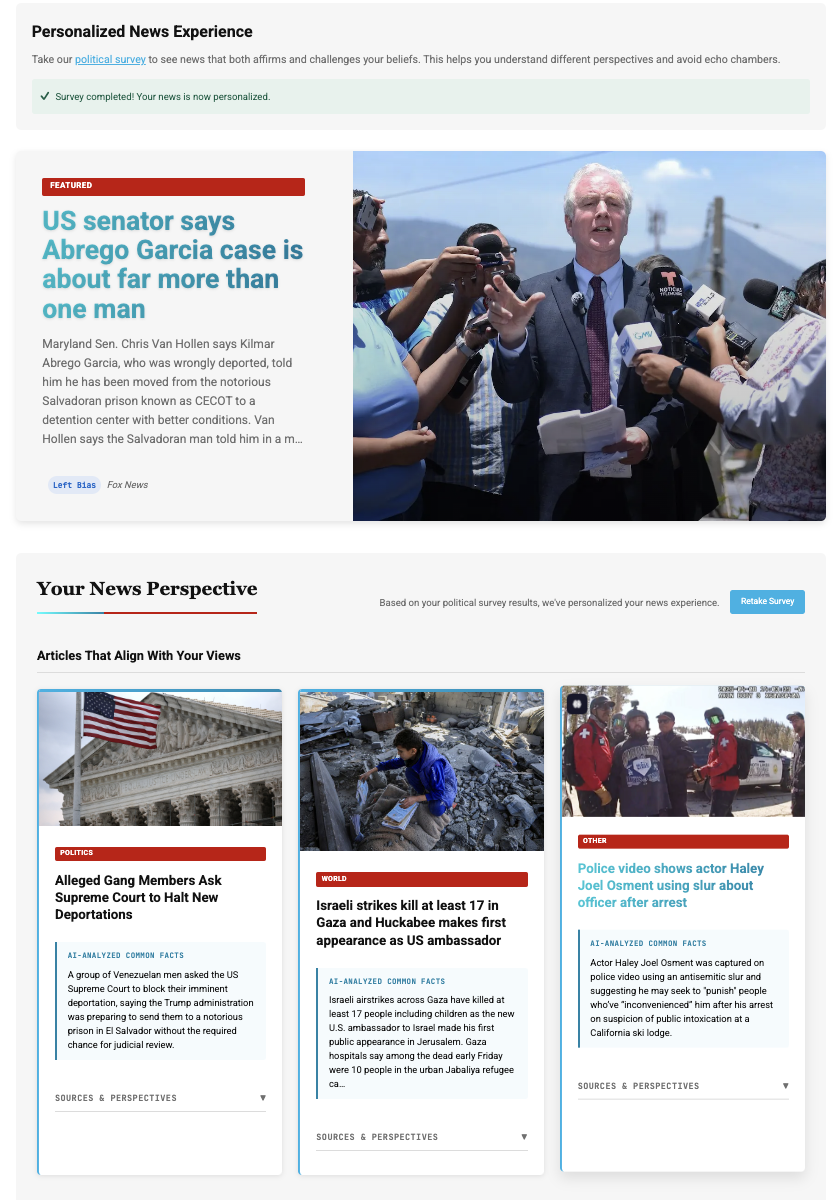 Personalized News Experience
Take our political survey to see news that both affirms and challenges your beliefs. This helps you understand different perspectives and avoid echo chambers.
✓ Survey completed! Your news is now personalized.
FEATURED
US senator says
Abrego Garcia case is
about far more than
one man
Maryland Sen. Chris Van Hollen says Kilmar
Abrego Garcia, who was wrongly deported, told
him he has been moved from the notorious
Salvadoran prison known as CECOT to a
detention center with better conditions. Van
Hollen says the Salvadoran man told him in a m...
Left Bias Fox News
NOTICIAS
TELEMUNDO
Your News Perspective
Based on your political survey results, we've personalized your news experience.
Retake Survey
Articles That Align With Your Views
POLITICS
Alleged Gang Members Ask
Supreme Court to Halt New
Deportations
AI-ANALYZED COMMON FACTS
A group of Venezuelan men asked the US
Supreme Court to block their imminent
deportation, saying the Trump administration
was preparing to send them to a notorious
prison in El Salvador without the required
chance for judicial review.
SOURCES & PERSPECTIVES ▼
WORLD
Israeli strikes kill at least 17 in
Gaza and Huckabee makes first
appearance as US ambassador
AI-ANALYZED COMMON FACTS
Israeli airstrikes across Gaza have killed at
least 17 people including children as the new
U.S. ambassador to Israel made his first
public appearance in Jerusalem. Gaza
hospitals say among the dead early Friday
were 10 people in the urban Jabaliya refugee
ca...
SOURCES & PERSPECTIVES ▼
OTHER
Police video shows actor Haley
Joel Osment using slur about
officer after arrest
AI-ANALYZED COMMON FACTS
Actor Haley Joel Osment was captured on
police video using an antisemitic slur and
suggesting he may seek to "punish" people
who've "inconvenienced" him after his arrest
on suspicion of public intoxication at a
California ski lodge.
SOURCES & PERSPECTIVES ▼